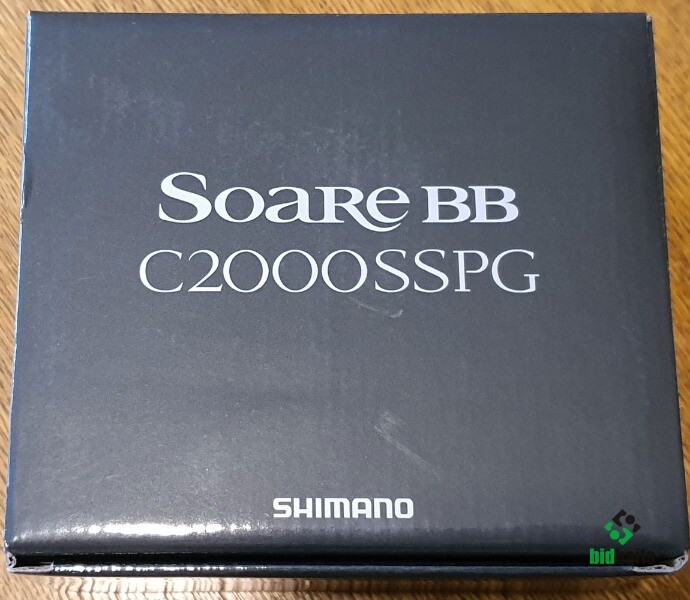 Soare BB
C2000SSPG
SHIMANO
bid